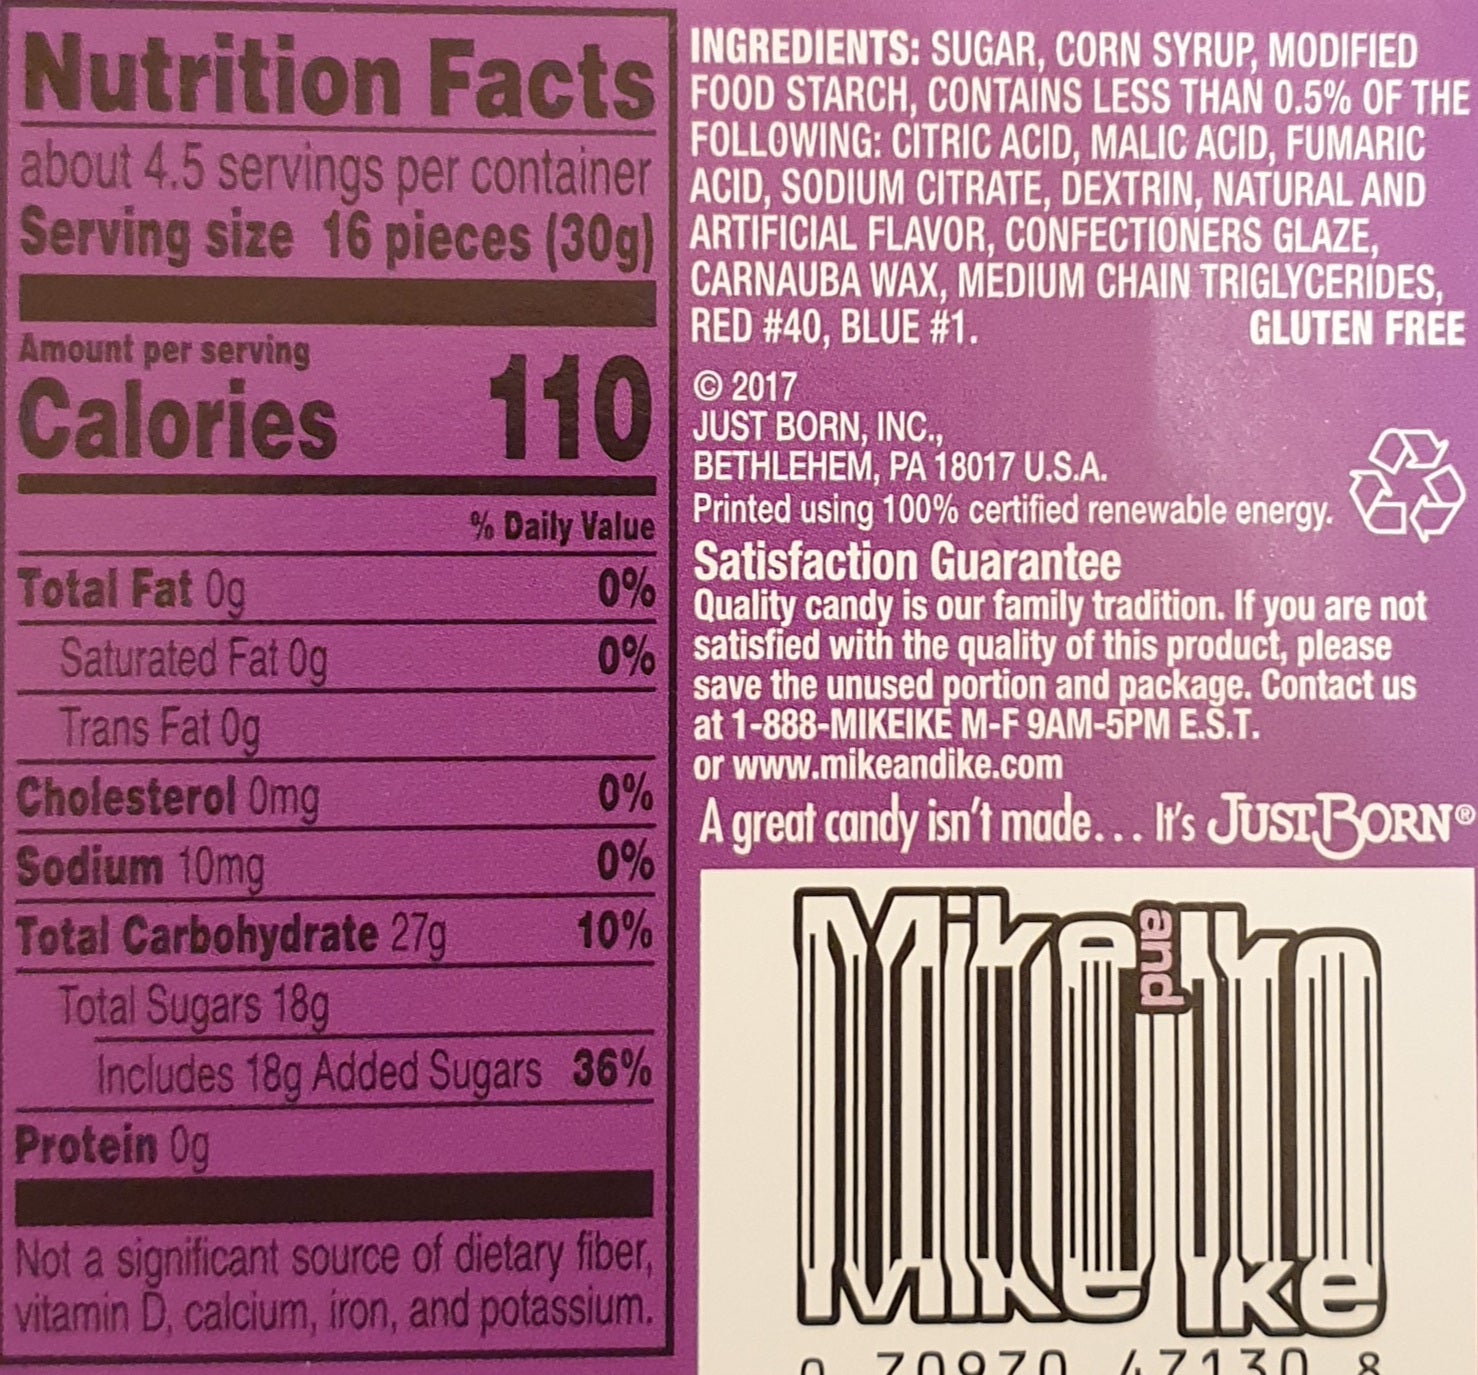 Nutrition Facts
about 4.5 servings per container
Serving size 16 pieces (30g)
Amount per serving
Calories 110
% Daily Value
Total Fat 0g 0%
Saturated Fat 0g 0%
Trans Fat 0g
Cholesterol 0mg 0%
Sodium 10mg 0%
Total Carbohydrate 27g 10%
Total Sugars 18g
Includes 18g Added Sugars 36%
Protein 0g
Not a significant source of dietary fiber,
vitamin D, calcium, iron, and potassium.
INGREDIENTS: SUGAR, CORN SYRUP, MODIFIED
FOOD STARCH, CONTAINS LESS THAN 0.5% OF THE
FOLLOWING: CITRIC ACID, MALIC ACID, FUMARIC
ACID, SODIUM CITRATE, DEXTRIN, NATURAL AND
ARTIFICIAL FLAVOR, CONFECTIONERS GLAZE,
CARNAUBA WAX, MEDIUM CHAIN TRIGLYCERIDES,
RED #40, BLUE #1. GLUTEN FREE
© 2017
JUST BORN, INC.,
BETHLEHEM, PA 18017 U.S.A.
Printed using 100% certified renewable energy.
Satisfaction Guarantee
Quality candy is our family tradition. If you are not
satisfied with the quality of this product, please
save the unused portion and package. Contact us
at 1-888-MIKEIKE M-F 9AM-5PM E.S.T.
or www.mikeandike.com
A great candy isn't made... It's JUST BORN®
Mike and Ike
Mike Ike
0 70970 47130 8